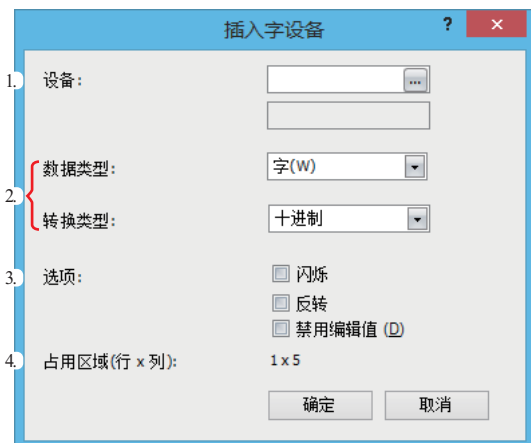 插入字设备 ? ×
1. 设备: ...
2.
数据类型: 字(W)
转换类型: 十进制
3. 选项: 闪烁
反转
禁用编辑值 (D)
4. 占用区域(行 x 列): 1 x 5
确定 取消